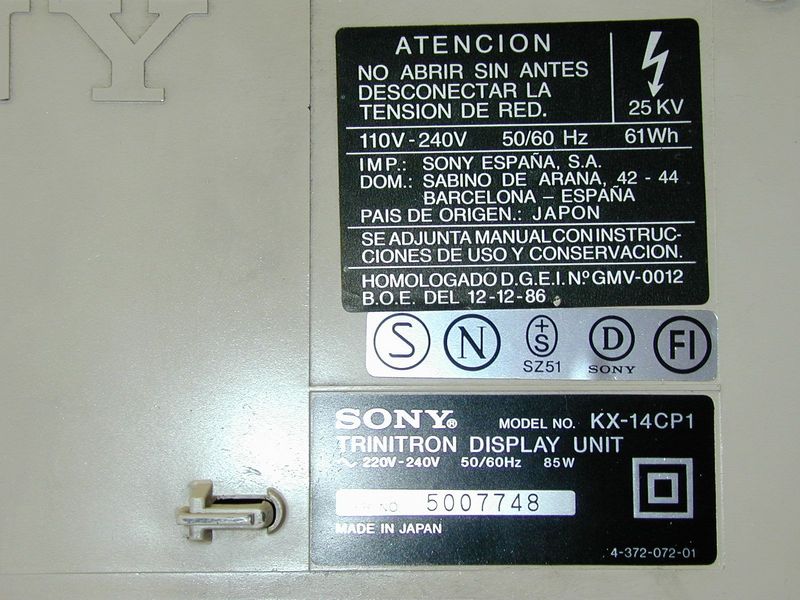 NY
ATENCION
NO ABRIR SIN ANTES
DESCONECTAR LA
TENSION DE RED.
25 KV
110V-240V 50/60 Hz 61Wh
IMP.: SONY ESPAÑA, S.A.
DOM.: SABINO DE ARANA, 42 - 44
BARCELONA – ESPAÑA
PAIS DE ORIGEN.: JAPON
SE ADJUNTA MANUAL CON INSTRUC-
CIONES DE USO Y CONSERVACION.
HOMOLOGADO D.G.E.I. Nº GMV-0012
B.O.E. DEL 12-12-86
S N +S D FI
SZ51 SONY
SONY® MODEL NO. KX-14CP1
TRINITRON DISPLAY UNIT
~ 220V-240V 50/60Hz 85W
NO 5007748
MADE IN JAPAN
4-372-072-01